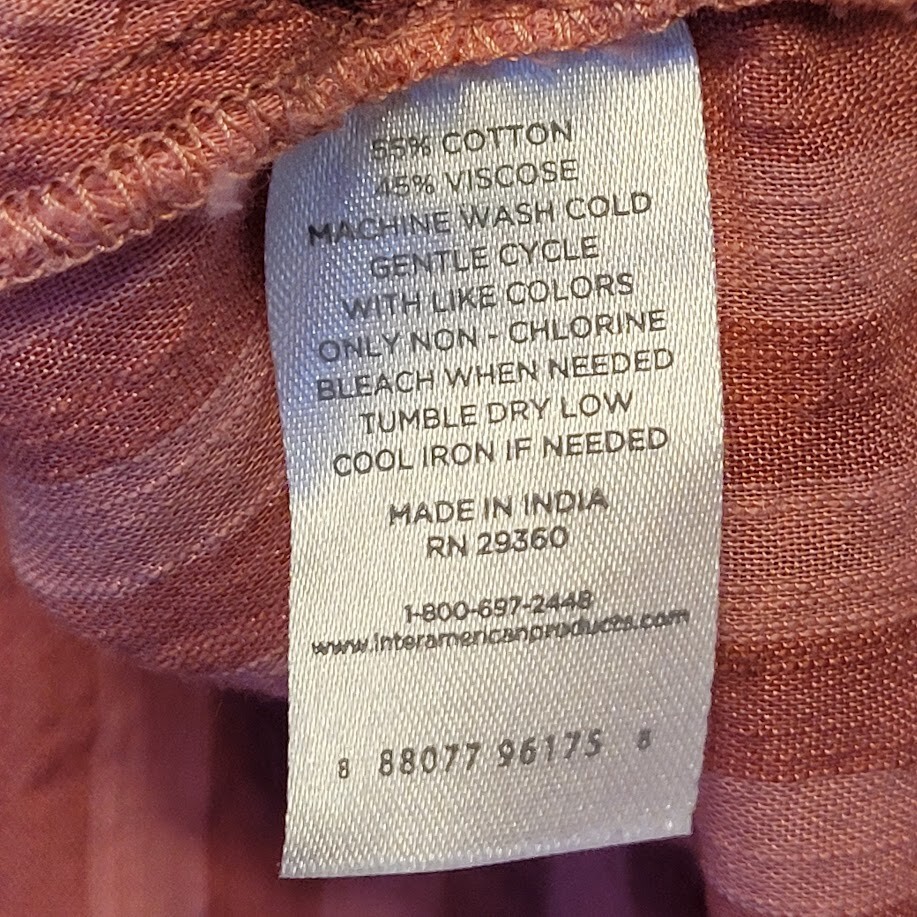 55% COTTON
45% VISCOSE
MACHINE WASH COLD
GENTLE CYCLE
WITH LIKE COLORS
ONLY NON - CHLORINE
BLEACH WHEN NEEDED
TUMBLE DRY LOW
COOL IRON IF NEEDED
MADE IN INDIA
RN 29360
1-800-697-2448
www.interamericanproducts.com
8 88077 96175 8